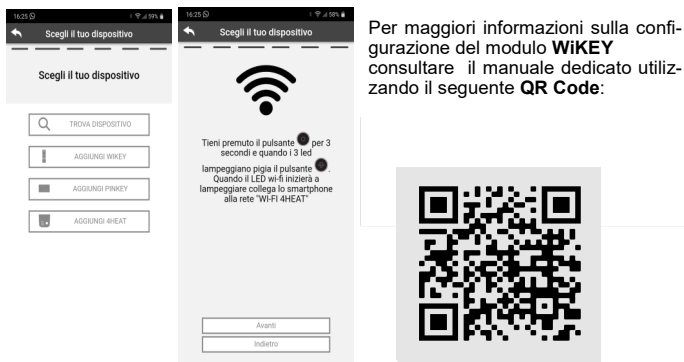 16:25
59%
Scegli il tuo dispositivo
Scegli il tuo dispositivo
TROVA DISPOSITIVO
AGGIUNGI WIKEY
AGGIUNGI PINKEY
AGGIUNGI 4HEAT
16:25
58%
Scegli il tuo dispositivo
Tieni premuto il pulsante per 3
secondi e quando i 3 led
lampeggiano pigia il pulsante .
Quando il LED wi-fi inizierà a
lampeggiare collega lo smartphone
alla rete "WI-FI 4HEAT"
Avanti
Indietro
Per maggiori informazioni sulla confi-
gurazione del modulo WiKEY
consultare il manuale dedicato utiliz-
zando il seguente QR Code: